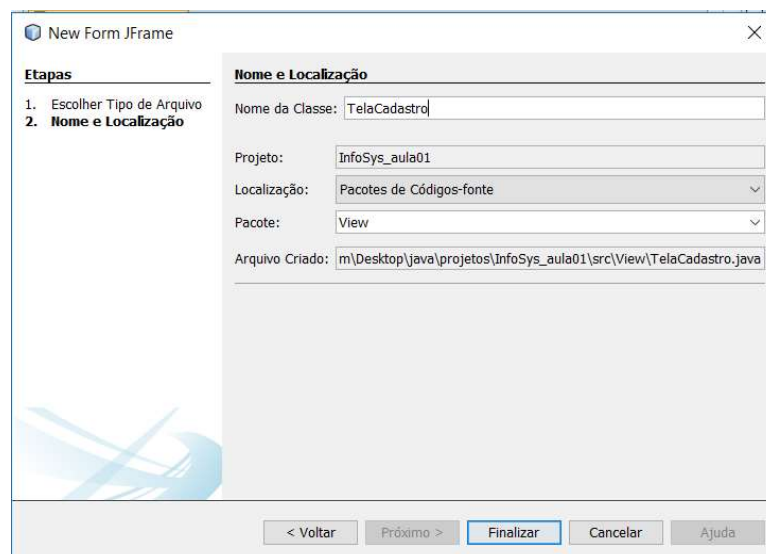 New Form JFrame
Etapas
1. Escolher Tipo de Arquivo
2. Nome e Localização
Nome e Localização
Nome da Classe: TelaCadastro
Projeto: InfoSys_aula01
Localização: Pacotes de Códigos-fonte
Pacote: View
Arquivo Criado: m\Desktop\java\projetos\InfoSys_aula01\src\View\TelaCadastro.java
< Voltar Próximo > Finalizar Cancelar Ajuda